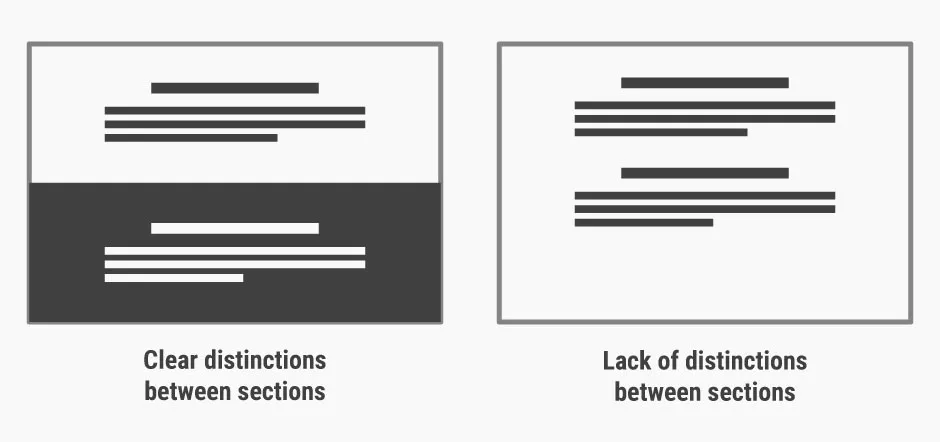 Clear distinctions
between sections
Lack of distinctions
between sections